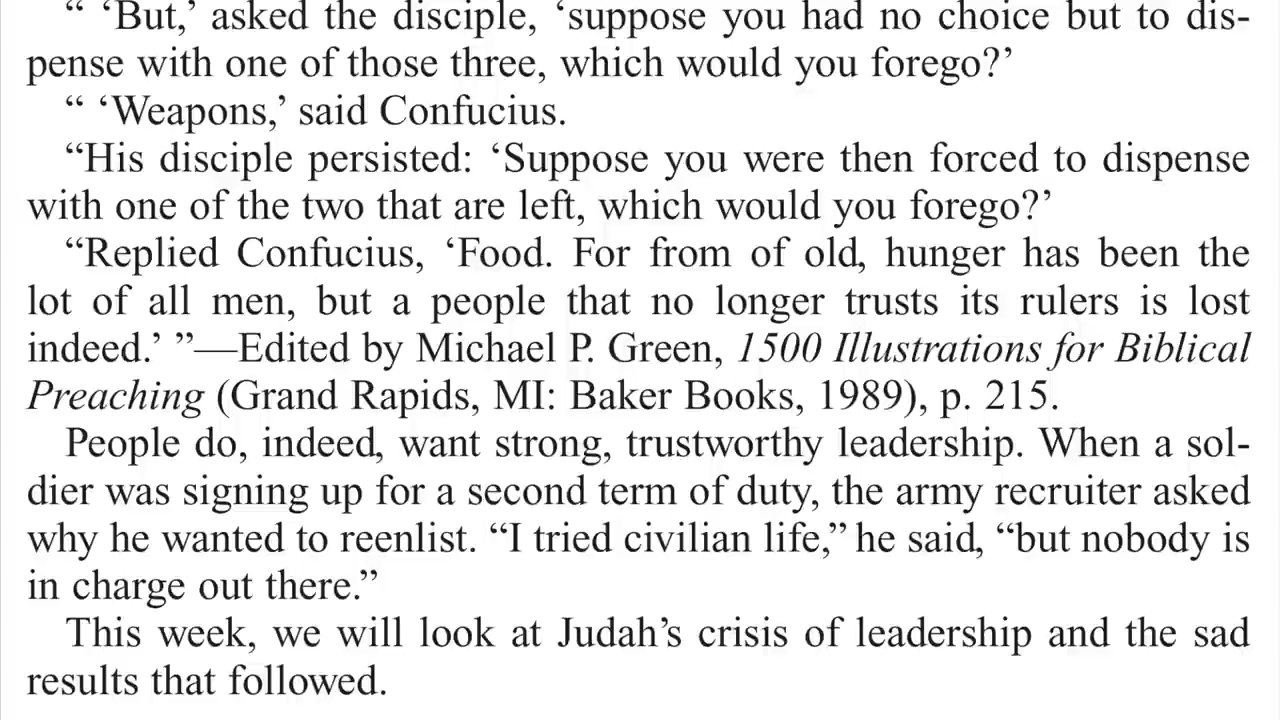 “ ‘But,’ asked the disciple, ‘suppose you had no choice but to dis-
pense with one of those three, which would you forego?’
“ ‘Weapons,’ said Confucius.
“His disciple persisted: ‘Suppose you were then forced to dispense
with one of the two that are left, which would you forego?’
“Replied Confucius, ‘Food. For from of old, hunger has been the
lot of all men, but a people that no longer trusts its rulers is lost
indeed.’ ”—Edited by Michael P. Green, 1500 Illustrations for Biblical
Preaching (Grand Rapids, MI: Baker Books, 1989), p. 215.
People do, indeed, want strong, trustworthy leadership. When a sol-
dier was signing up for a second term of duty, the army recruiter asked
why he wanted to reenlist. “I tried civilian life,” he said, “but nobody is
in charge out there.”
This week, we will look at Judah’s crisis of leadership and the sad
results that followed.